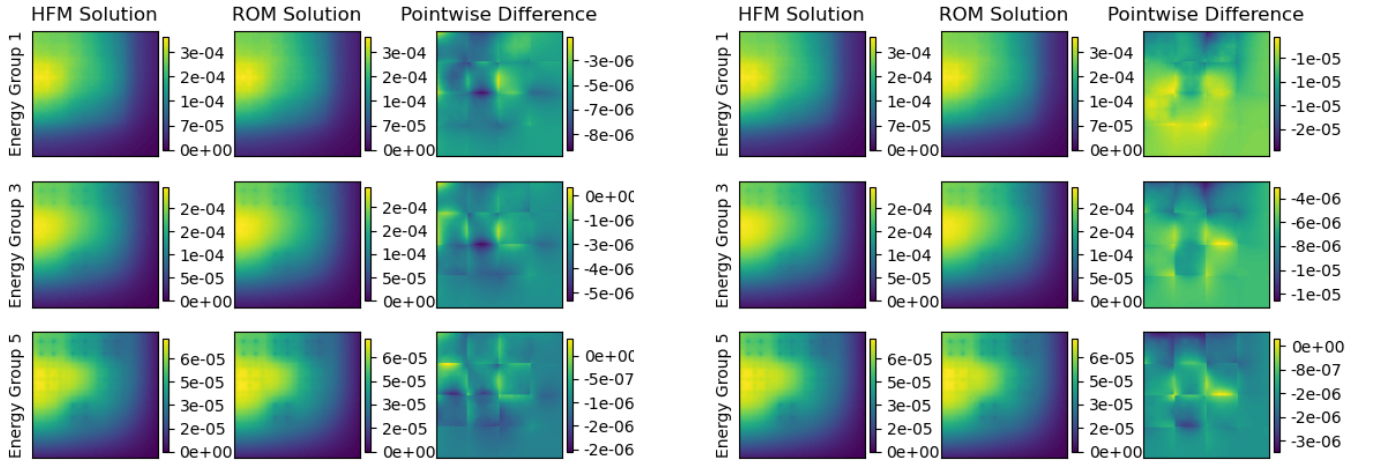 HFM Solution ROM Solution Pointwise Difference
Energy Group 1
3e-04
2e-04
1e-04
7e-05
0e+00
3e-04
2e-04
1e-04
7e-05
0e+00
-3e-06
-5e-06
-7e-06
-8e-06
Energy Group 3
2e-04
2e-04
1e-04
5e-05
0e+00
2e-04
2e-04
1e-04
5e-05
0e+00
0e+00
-1e-06
-3e-06
-4e-06
-5e-06
Energy Group 5
6e-05
5e-05
3e-05
2e-05
0e+00
6e-05
5e-05
3e-05
2e-05
0e+00
0e+00
-5e-07
-1e-06
-2e-06
-2e-06
HFM Solution ROM Solution Pointwise Difference
Energy Group 1
3e-04
2e-04
1e-04
7e-05
0e+00
3e-04
2e-04
1e-04
7e-05
0e+00
-1e-05
-1e-05
-1e-05
-2e-05
Energy Group 3
2e-04
2e-04
1e-04
5e-05
0e+00
2e-04
2e-04
1e-04
5e-05
0e+00
-4e-06
-6e-06
-8e-06
-1e-05
-1e-05
Energy Group 5
6e-05
5e-05
3e-05
2e-05
0e+00
6e-05
5e-05
3e-05
2e-05
0e+00
0e+00
-8e-07
-2e-06
-2e-06
-3e-06